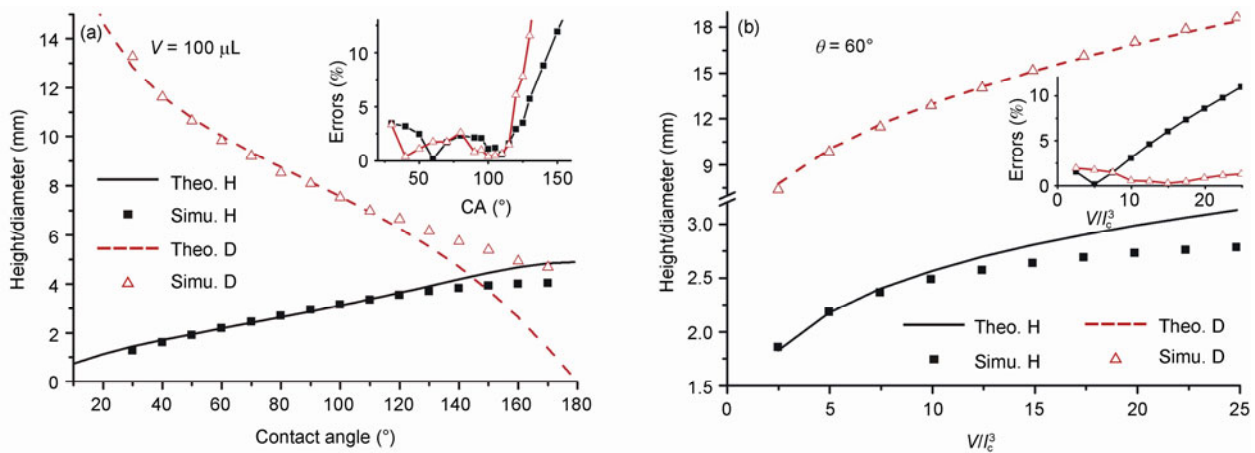 (a)
V = 100 μL
Height/diameter (mm)
14
12
10
8
6
4
2
0
20 40 60 80 100 120 140 160 180
Contact angle (°)
Theo. H
Simu. H
Theo. D
Simu. D
Errors (%)
10
5
0
50 100 150
CA (°)
(b)
θ = 60°
Height/diameter (mm)
18
15
12
9
3.0
2.5
2.0
1.5
0 5 10 15 20 25
V/l_c^3
Errors (%)
10
5
0
0 10 20
V/l_c^3
Theo. H Theo. D
Simu. H Simu. D